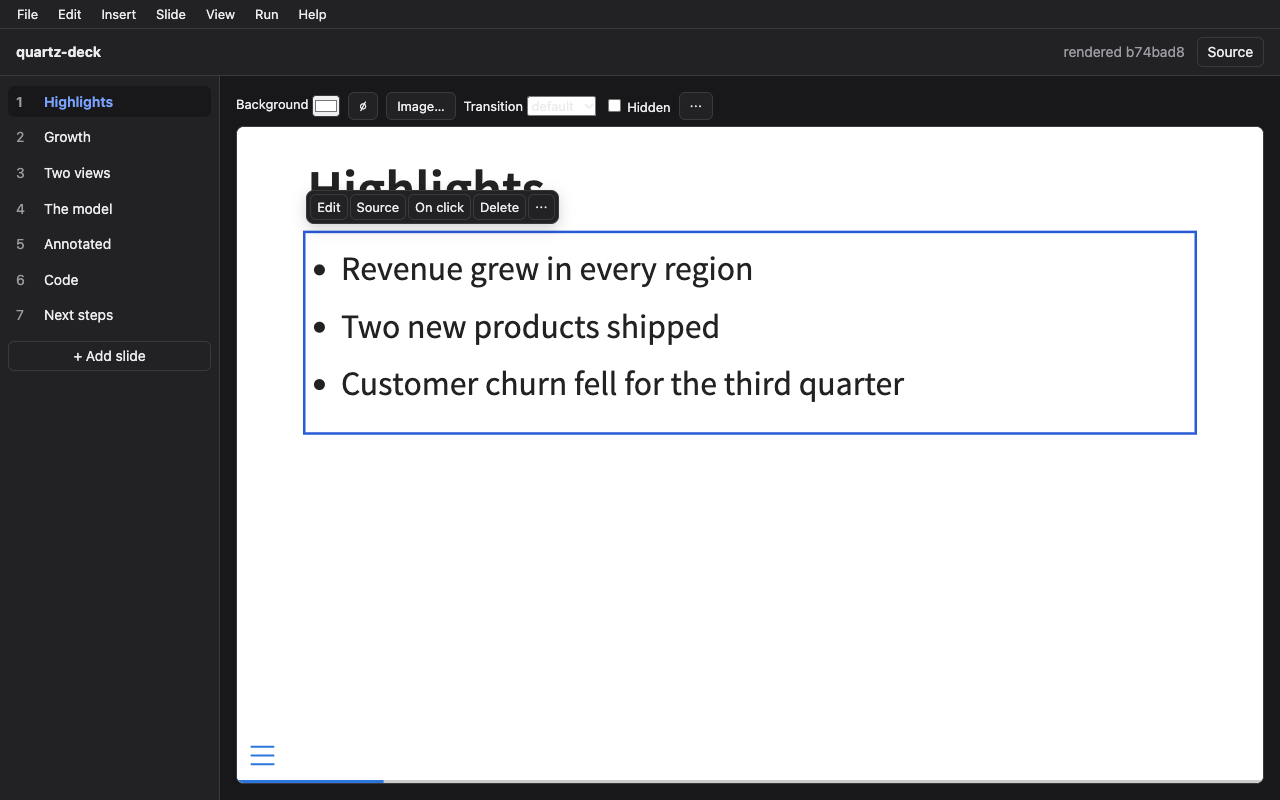 File Edit Insert Slide View Run Help
quartz-deck
rendered b74bad8 Source
1 Highlights
2 Growth
3 Two views
4 The model
5 Annotated
6 Code
7 Next steps
+ Add slide
Background ∅ Image... Transition default Hidden ...
Highlights
Edit Source On click Delete ...
• Revenue grew in every region
• Two new products shipped
• Customer churn fell for the third quarter